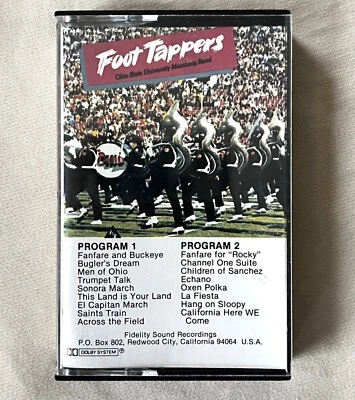 Foot Tappers
Ohio State University Marching Band
PROGRAM 1
Fanfare and Buckeye
Bugler's Dream
Men of Ohio
Trumpet Talk
Sonora March
This Land is Your Land
El Capitan March
Saints Train
Across the Field
PROGRAM 2
Fanfare for "Rocky"
Channel One Suite
Children of Sanchez
Echano
Oxen Polka
La Fiesta
Hang on Sloopy
California Here WE
Come
Fidelity Sound Recordings
DOLBY SYSTEM® P.O. Box 802, Redwood City, California 94064 U.S.A.